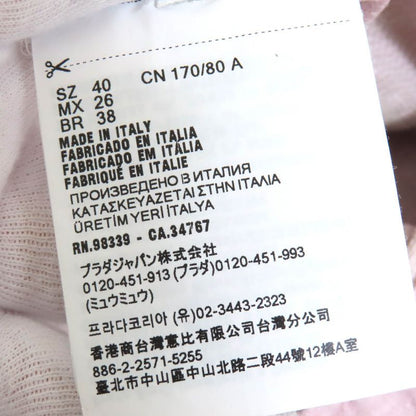 SZ 40 CN 170/80 A
MX 26
BR 38
MADE IN ITALY
FABRICADO EN ITALIA
FABRICADO EM ITÁLIA
FABRIQUÉ EN ITALIE
ПРОИЗВЕДЕНО В ИТАЛИЯ
ΚΑΤΑΣΚΕΥΑΖΕΤΑΙ ΣΤΗΝ ΙΤΑΛΙΑ
ÜRETİM YERİ İTALYA
RN.98339 - CA.34767
プラダジャパン株式会社
0120-451-913 (プラダ)0120-451-993
(ミュウミュウ)
프라다코리아 (유)02-3443-2323
香港商台灣惠比有限公司台灣分公司
886-2-2571-5255
臺北市中山區中山北路二段44號12樓A室